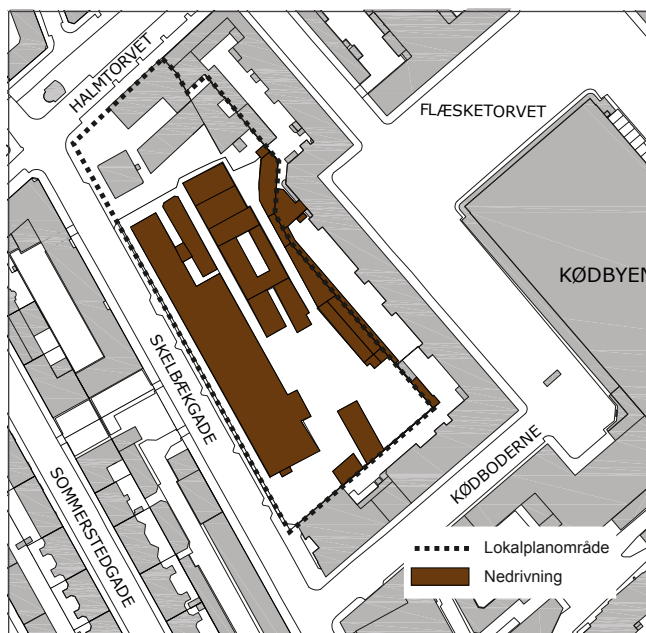 HALMTORVET
FLÆSKETORVET
KØDBYEN
SKELBÆKGADE
SOMMERSTEDGADE
KØDBODERNE
Lokalplanområde
Nedrivning